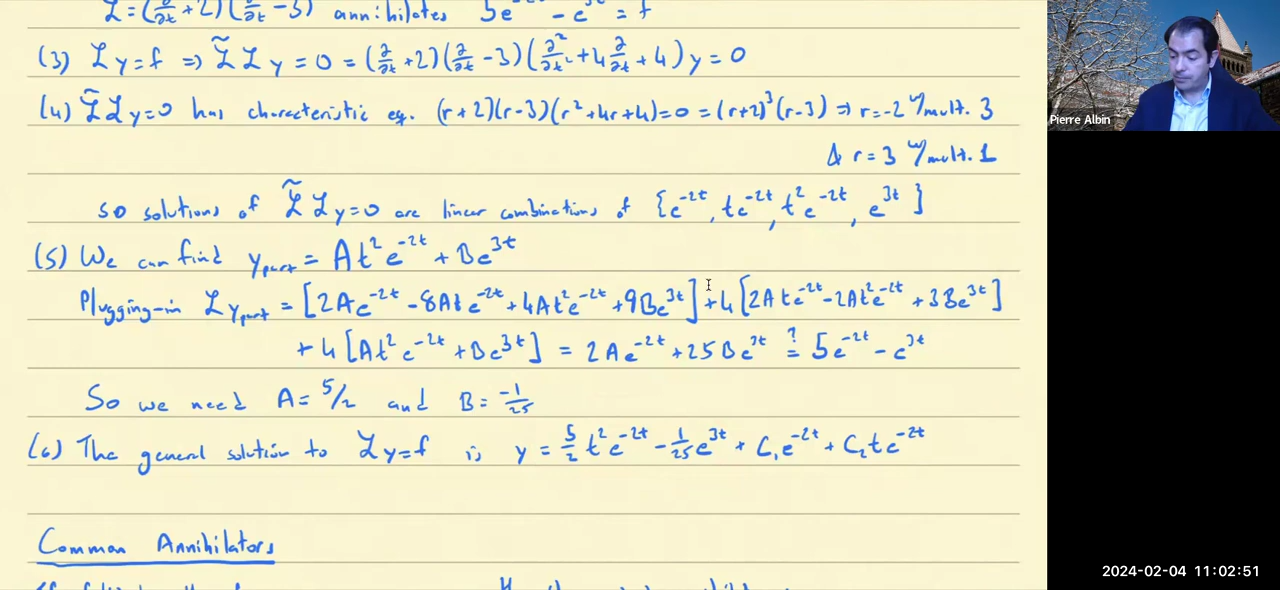 𝓛̃ = (∂/∂t + 2)(∂/∂t - 3) annihilates 5e - e = f
(3) 𝓛y = f ⇒ 𝓛̃𝓛y = 0 = (∂/∂t + 2)(∂/∂t - 3)(∂²/∂t² + 4∂/∂t + 4)y = 0
(4) 𝓛̃𝓛y = 0 has characteristic eq. (r+2)(r-3)(r²+4r+4) = 0 = (r+2)³(r-3) ⇒ r = -2 w/mult. 3
& r = 3 w/mult. 1
so solutions of 𝓛̃𝓛y = 0 are linear combinations of {e^{-2t}, te^{-2t}, t²e^{-2t}, e^{3t}}
(5) We can find y_part = At²e^{-2t} + Be^{3t}
Plugging-in 𝓛y_part = [2Ae^{-2t} - 8Ate^{-2t} + 4At²e^{-2t} + 9Be^{3t}] + 4[2Ate^{-2t} - 2At²e^{-2t} + 3Be^{3t}]
+ 4[At²e^{-2t} + Be^{3t}] = 2Ae^{-2t} + 25Be^{3t} ?= 5e^{-2t} - e^{3t}
So we need A = 5/2 and B = -1/25
(6) The general solution to 𝓛y = f is y = 5/2 t²e^{-2t} - 1/25 e^{3t} + C₁e^{-2t} + C₂te^{-2t}
Common Annihilators
Pierre Albin
2024-02-04 11:02:51